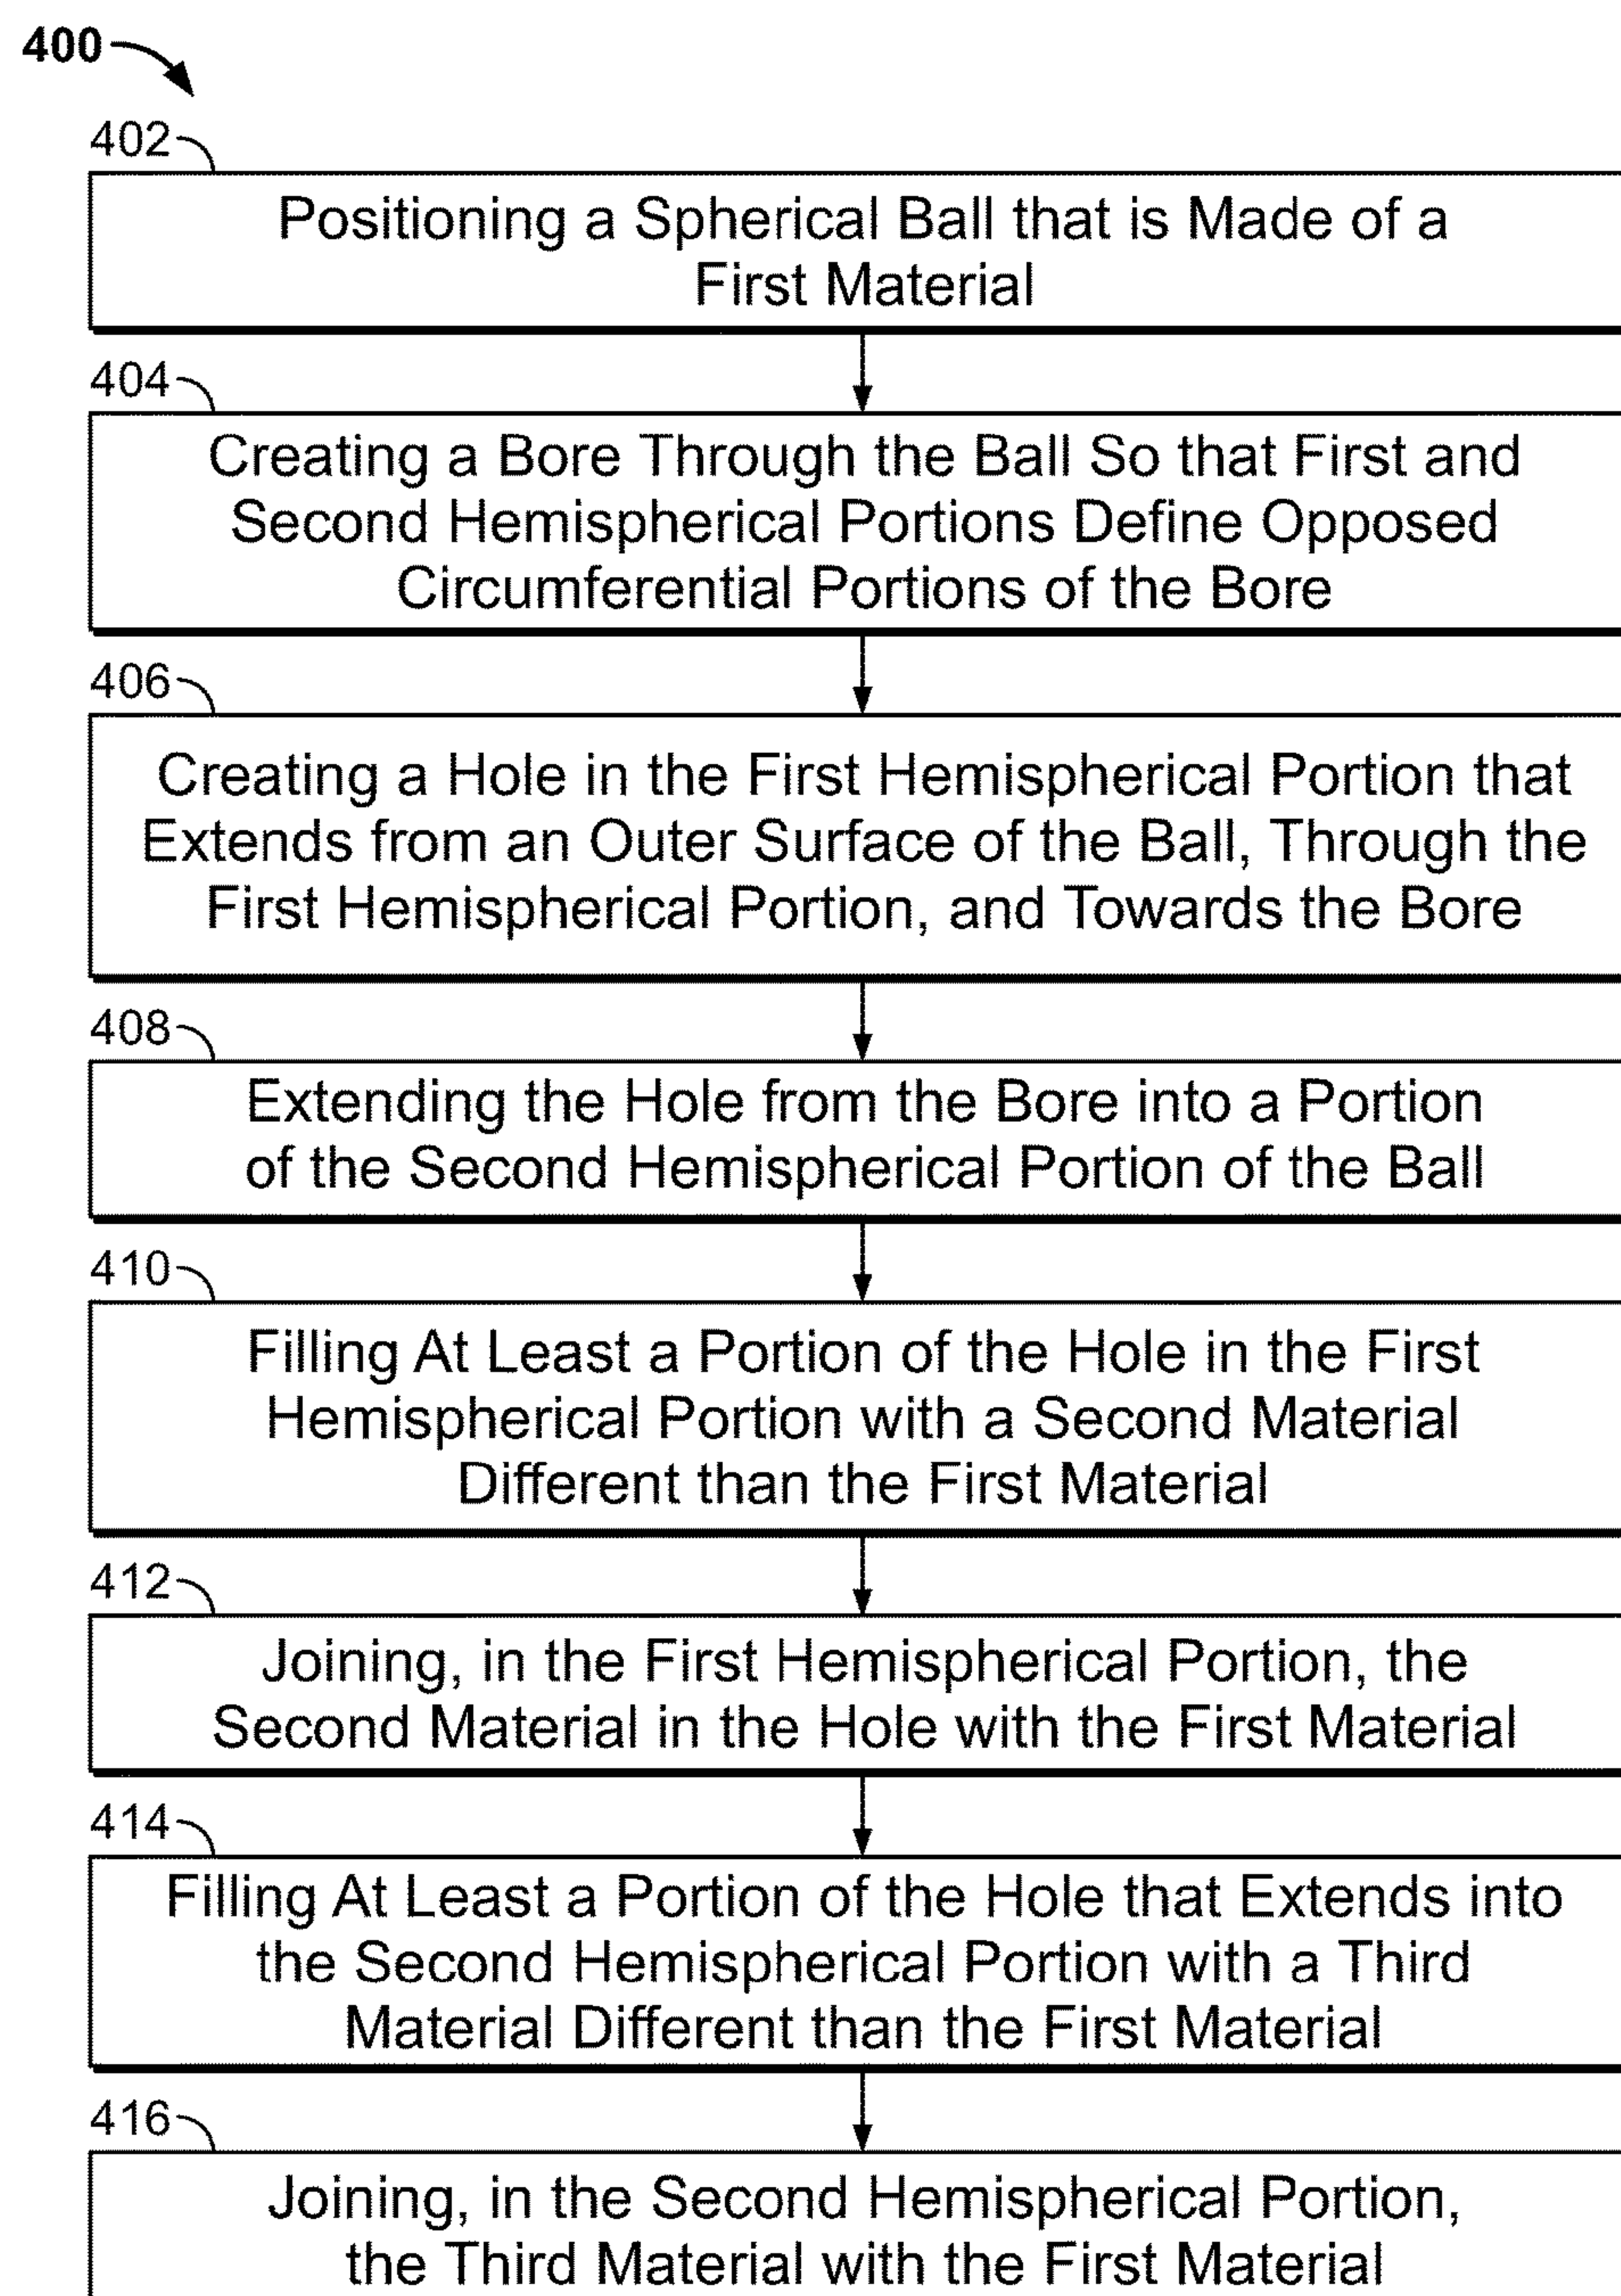 400
402
Positioning a Spherical Ball that is Made of a
First Material
404
Creating a Bore Through the Ball So that First and
Second Hemispherical Portions Define Opposed
Circumferential Portions of the Bore
406
Creating a Hole in the First Hemispherical Portion that
Extends from an Outer Surface of the Ball, Through the
First Hemispherical Portion, and Towards the Bore
408
Extending the Hole from the Bore into a Portion
of the Second Hemispherical Portion of the Ball
410
Filling At Least a Portion of the Hole in the First
Hemispherical Portion with a Second Material
Different than the First Material
412
Joining, in the First Hemispherical Portion, the
Second Material in the Hole with the First Material
414
Filling At Least a Portion of the Hole that Extends into
the Second Hemispherical Portion with a Third
Material Different than the First Material
416
Joining, in the Second Hemispherical Portion,
the Third Material with the First Material